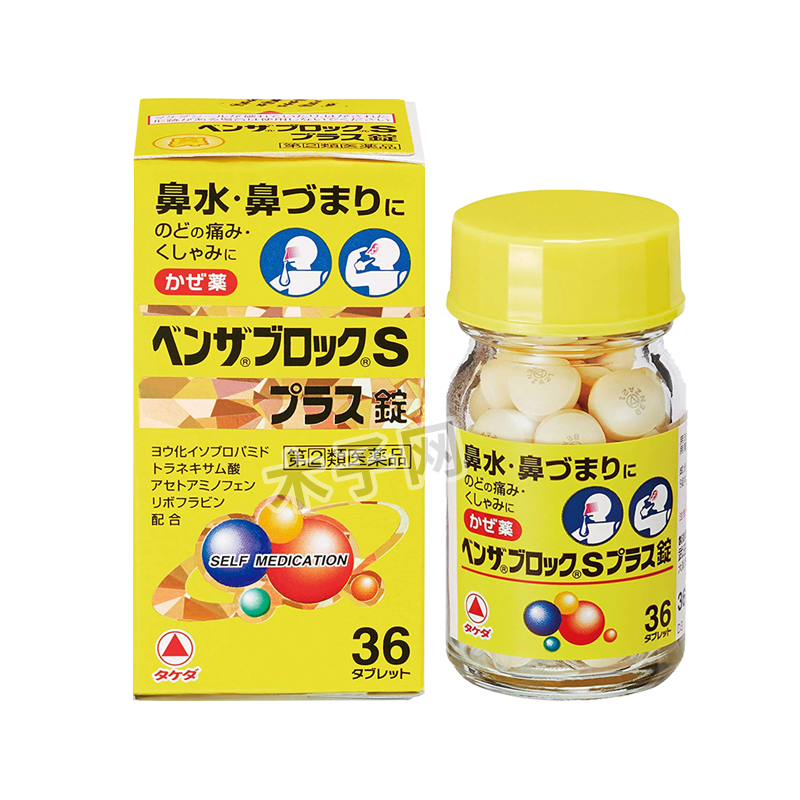 ベンザ®ブロック®S
プラス錠
鼻
第②類医薬品
鼻水・鼻づまりに
のどの痛み・
くしゃみに
かぜ薬
ベンザ®ブロック®S
プラス錠
ヨウ化イソプロパミド
トラネキサム酸
アセトアミノフェン
リボフラビン
配合
第②類医薬品
SELF MEDICATION
タケダ
36
タブレット
鼻水・鼻づまりに
のどの痛み・
くしゃみに
かぜ薬
ベンザ®ブロック®Sプラス錠
36
タブレット